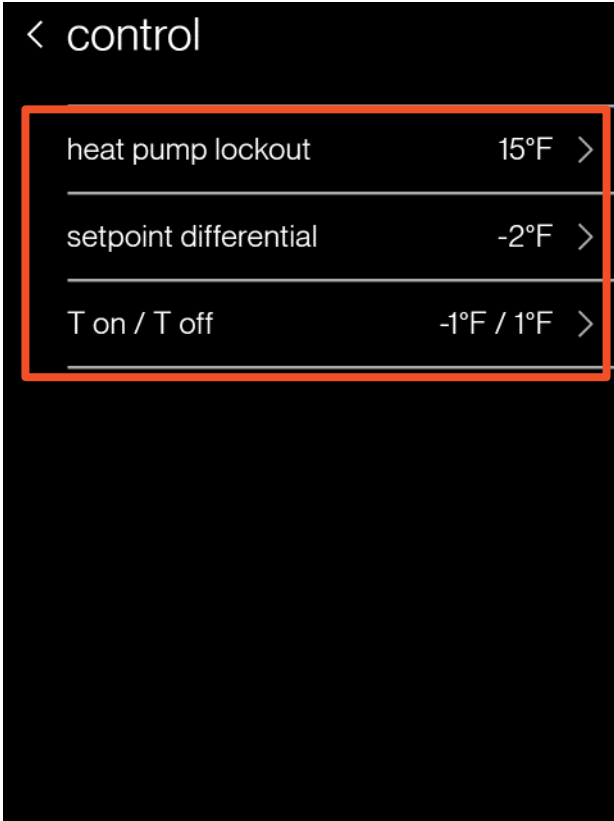 control
heat pump lockout 15°F
setpoint differential -2°F
T on / T off -1°F / 1°F